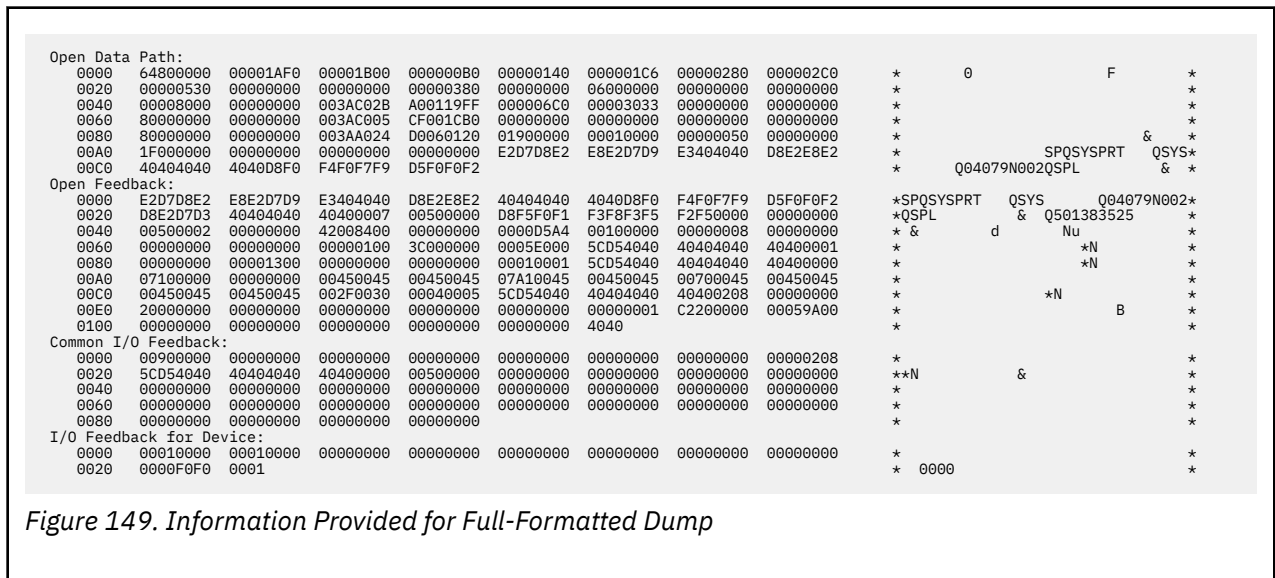 Open Data Path:
0000 64800000 00001AF0 00001B00 000000B0 00000140 000001C6 00000280 000002C0 * 0 F *
0020 00000530 00000000 00000000 00000380 00000000 06000000 00000000 00000000 * *
0040 00008000 00000000 003AC02B A00119FF 000006C0 00003033 00000000 00000000 * *
0060 80000000 00000000 003AC005 CF001CB0 00000000 00000000 00000000 00000000 * *
0080 80000000 00000000 003AA024 D0060120 01900000 00010000 00000050 00000000 * & *
00A0 1F000000 00000000 00000000 00000000 E2D7D8E2 E8E2D7D9 E3404040 D8E2E8E2 * SPQSYSPRT QSYS*
00C0 40404040 4040D8F0 F4F0F7F9 D5F0F0F2 * Q04079N002QSPL & *
Open Feedback:
0000 E2D7D8E2 E8E2D7D9 E3404040 D8E2E8E2 40404040 4040D8F0 F4F0F7F9 D5F0F0F2 *SPQSYSPRT QSYS Q04079N002*
0020 D8E2D7D3 40404040 40400007 00500000 D8F5F0F1 F3F8F3F5 F2F50000 00000000 *QSPL & Q501383525 *
0040 00500002 00000000 42008400 00000000 0000D5A4 00100000 00000008 00000000 * & d Nu *
0060 00000000 00000000 00000100 3C000000 0005E000 5CD54040 40404040 40400001 * *N *
0080 00000000 00001300 00000000 00000000 00010001 5CD54040 40404040 40400000 * *N *
00A0 07100000 00000000 00450045 00450045 07A10045 00450045 00700045 00450045 * *
00C0 00450045 00450045 002F0030 00040005 5CD54040 40404040 40400208 00000000 * *N *
00E0 20000000 00000000 00000000 00000000 00000000 00000001 C2200000 00059A00 * B *
0100 00000000 00000000 00000000 00000000 00000000 4040 * *
Common I/O Feedback:
0000 00900000 00000000 00000000 00000000 00000000 00000000 00000000 00000208 * *
0020 5CD54040 40404040 40400000 00500000 00000000 00000000 00000000 00000000 **N & *
0040 00000000 00000000 00000000 00000000 00000000 00000000 00000000 00000000 * *
0060 00000000 00000000 00000000 00000000 00000000 00000000 00000000 00000000 * *
0080 00000000 00000000 00000000 00000000 * *
I/O Feedback for Device:
0000 00010000 00010000 00000000 00000000 00000000 00000000 00000000 00000000 * *
0020 0000F0F0 0001 * 0000 *
Figure 149. Information Provided for Full-Formatted Dump